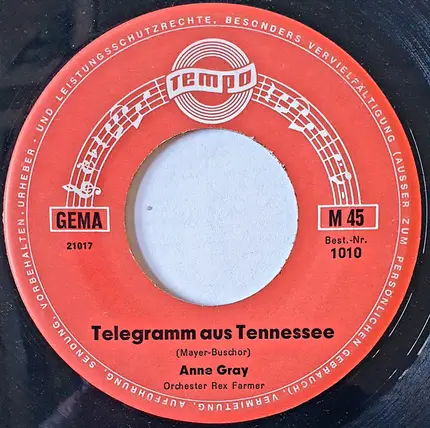 URHEBER- UND LEISTUNGSSCHUTZRECHTE, BESONDERS VERVIELFÄLTIGUNG (AUSSER ZUM PERSÖNLICHEN GEBRAUCH), VERMIETUNG, AUFFÜHRUNG, SENDUNG, VORBEHALTEN.
Tempo
GEMA
M 45
21017
Best.-Nr.
1010
Telegramm aus Tennessee
(Mayer-Buschor)
Anne Gray
Orchester Rex Farmer